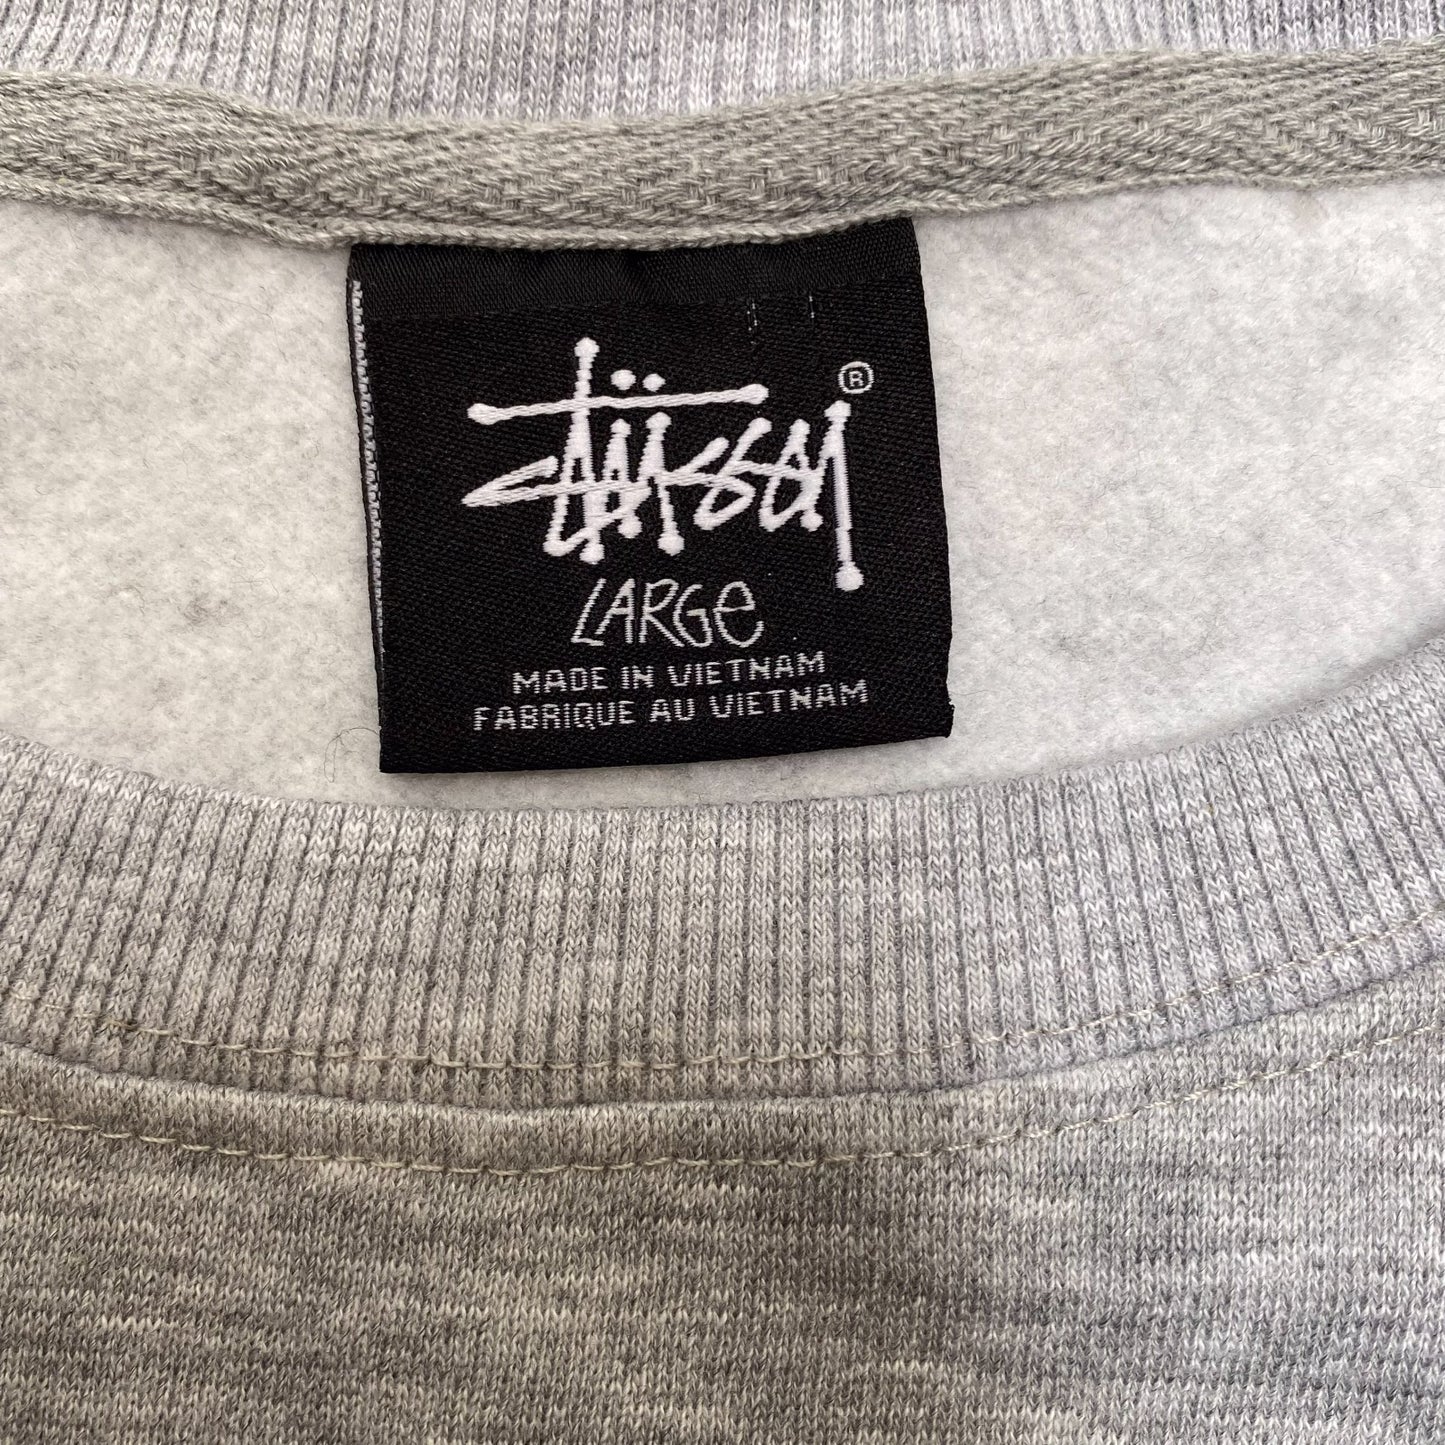 Stüssy ®
LARGe
MADE IN VIETNAM
FABRIQUE AU VIETNAM